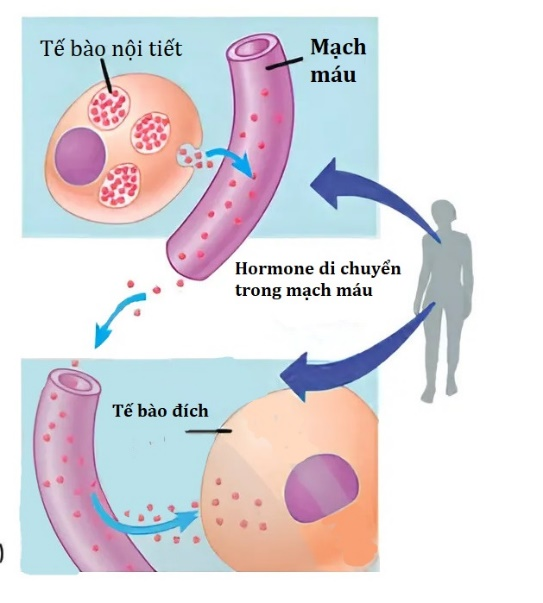 Tế bào nội tiết
Mạch
máu
Hormone di chuyển
trong mạch máu
Tế bào đích
)